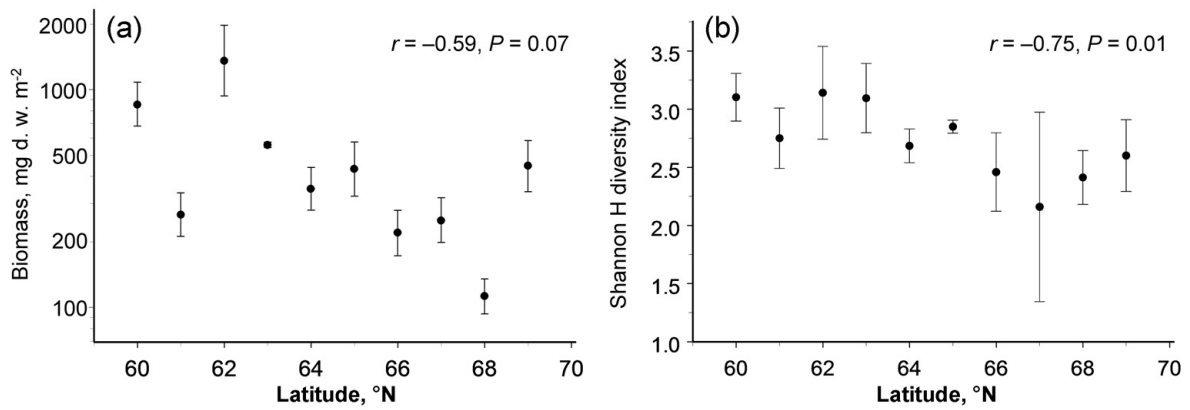 (a)
r = –0.59, P = 0.07
Biomass, mg d. w. m⁻²
2000
1000
500
200
100
60 62 64 66 68 70
Latitude, °N
(b)
r = –0.75, P = 0.01
Shannon H diversity index
3.5
3.0
2.5
2.0
1.5
1.0
60 62 64 66 68 70
Latitude, °N